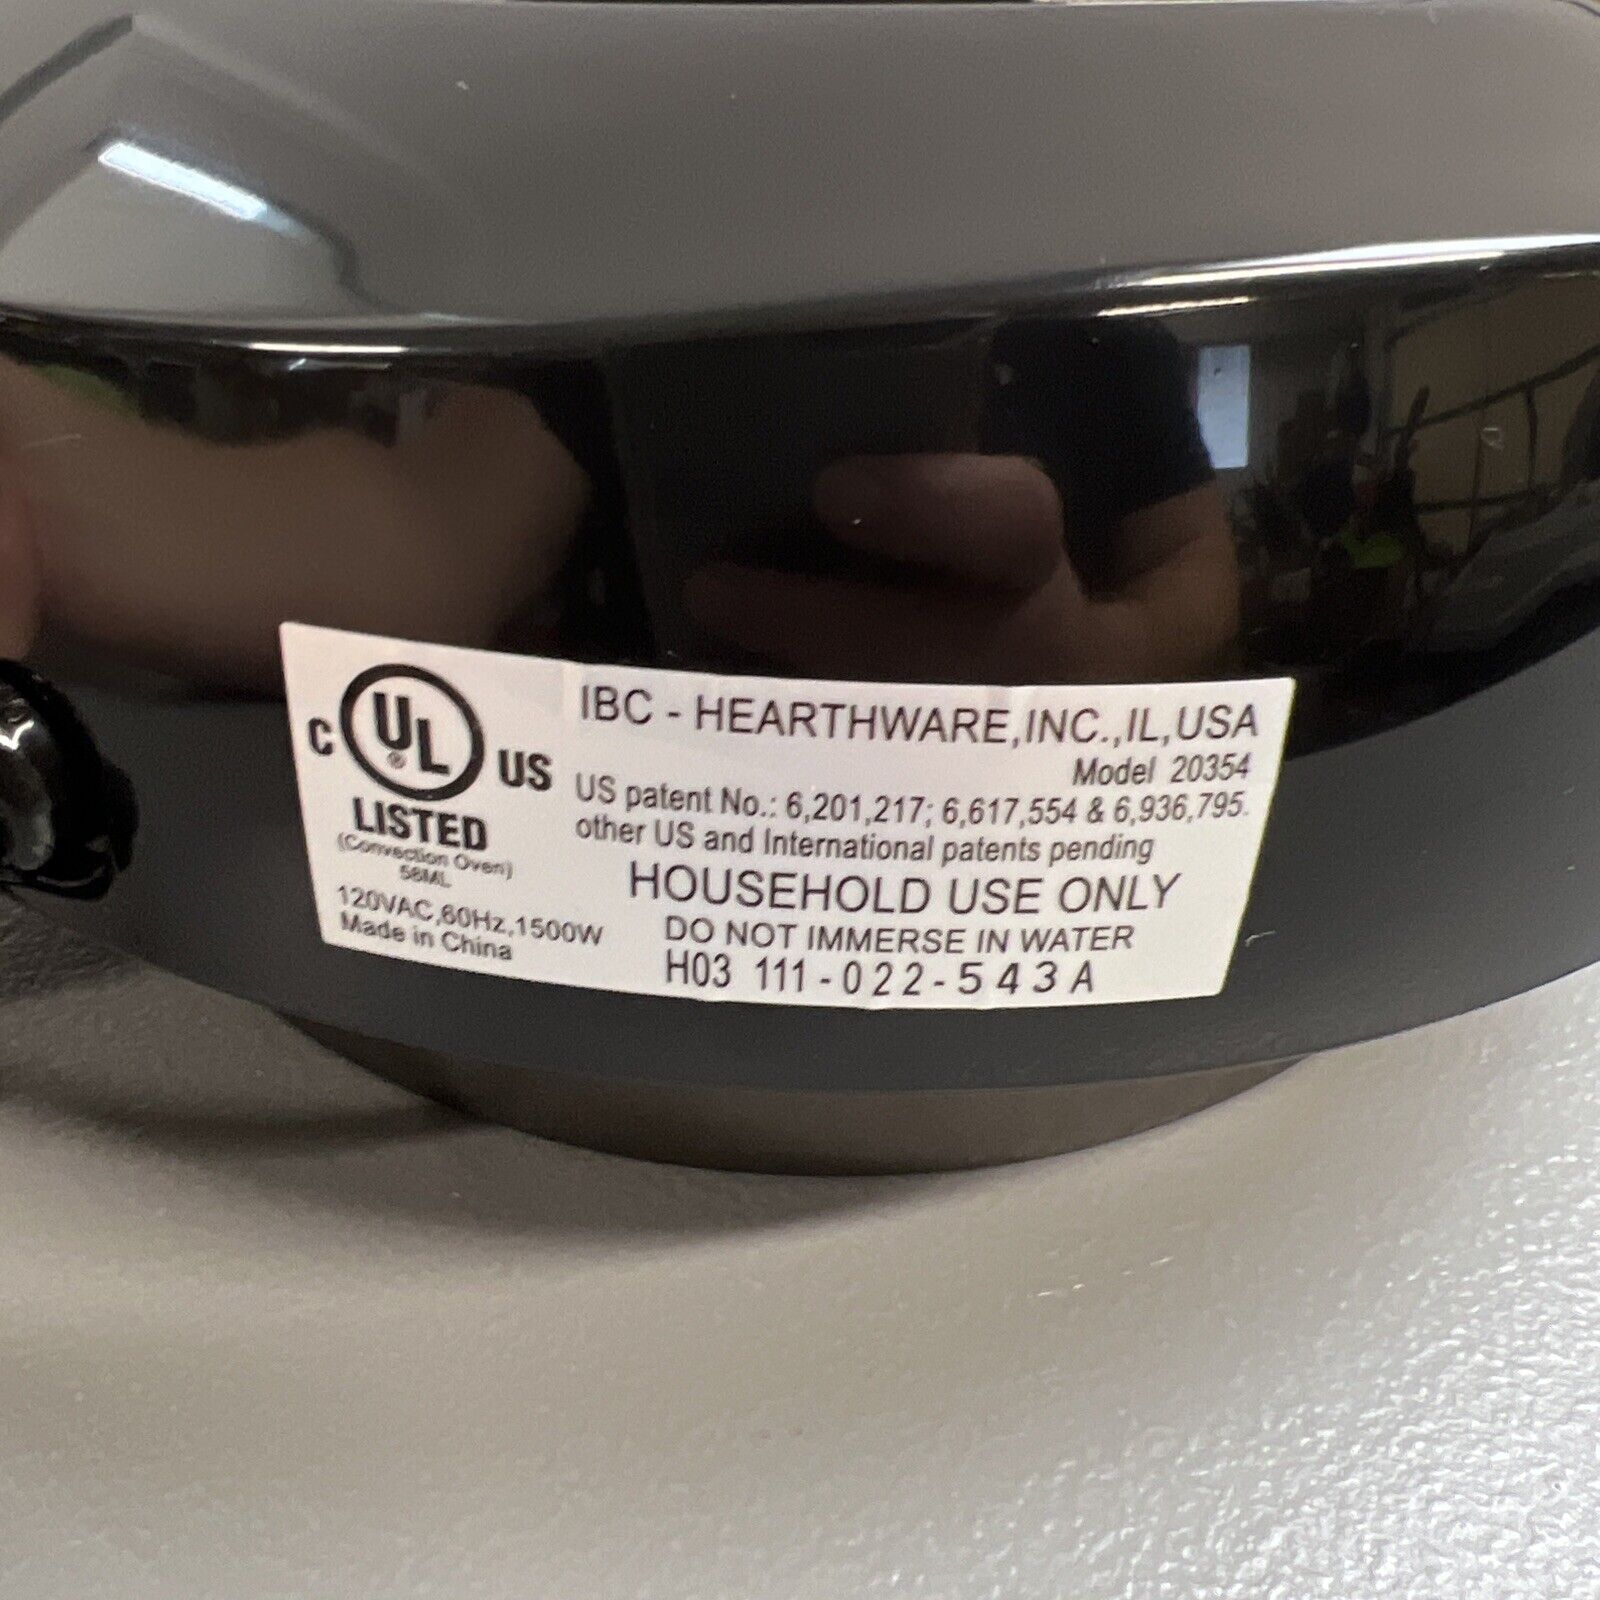 C UL ® US
LISTED
(Convection Oven)
58ML
120VAC,60Hz,1500W
Made in China
IBC - HEARTHWARE,INC.,IL,USA
Model 20354
US patent No.: 6,201,217; 6,617,554 & 6,936,795.
other US and International patents pending
HOUSEHOLD USE ONLY
DO NOT IMMERSE IN WATER
H03 111-022-543A